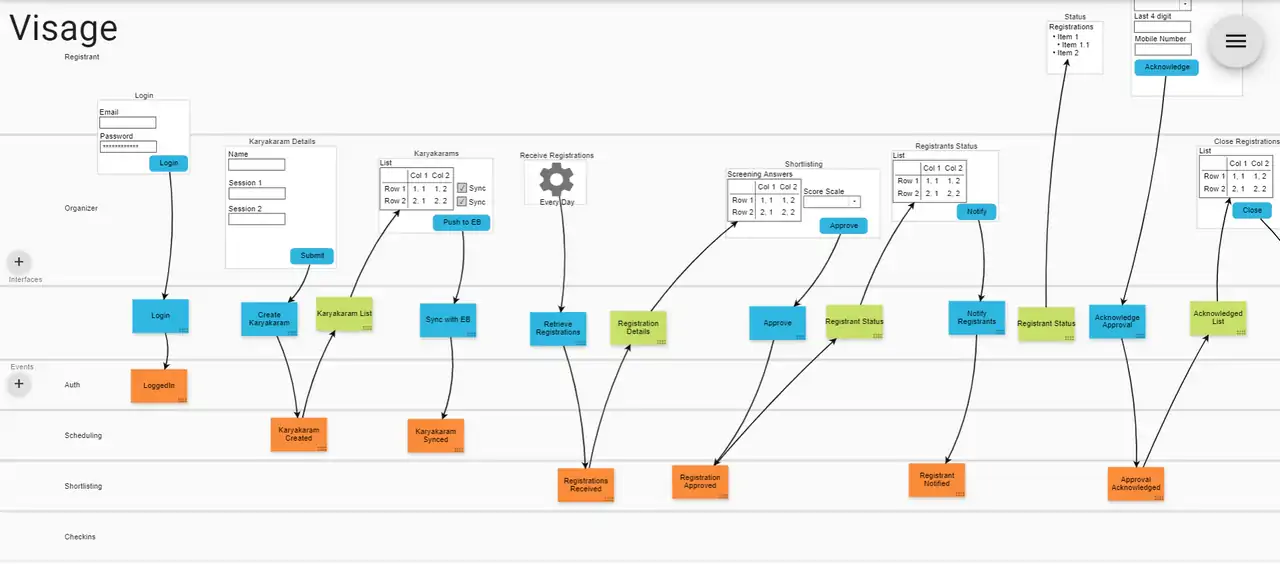 Visage
Registrant
Status
Registrations
• Item 1
• Item 1.1
• Item 2
Last 4 digit
Mobile Number
Acknowledge
Login
Email
Password
************
Login
Organizer
Karyakaram Details
Name
Session 1
Session 2
Submit
Karyakarams
List
Col 1 Col 2
Row 1 1, 1 1, 2
Row 2 2, 1 2, 2
Sync
Sync
Push to EB
Receive Registrations
Every Day
Shortlisting
Screening Answers
Col 1 Col 2
Row 1 1, 1 1, 2
Row 2 2, 1 2, 2
Score Scale
Approve
Registrants Status
List
Col 1 Col 2
Row 1 1, 1 1, 2
Row 2 2, 1 2, 2
Notify
Close Registrations
List
Col 1 Col 2
Row 1 1, 1 1, 2
Row 2 2, 1 2, 2
Close
+
Interfaces
Login
Create
Karyakaram
Karyakaram List
Sync with EB
Retrieve
Registrations
Registration
Details
Approve
Registrant Status
Notify
Registrants
Registrant Status
Acknowledge
Approval
Acknowledged
List
Events
+
Auth
LoggedIn
Scheduling
Karyakaram
Created
Karyakaram
Synced
Shortlisting
Registrations
Received
Registration
Approved
Registrant
Notified
Approval
Acknowledged
Checkins